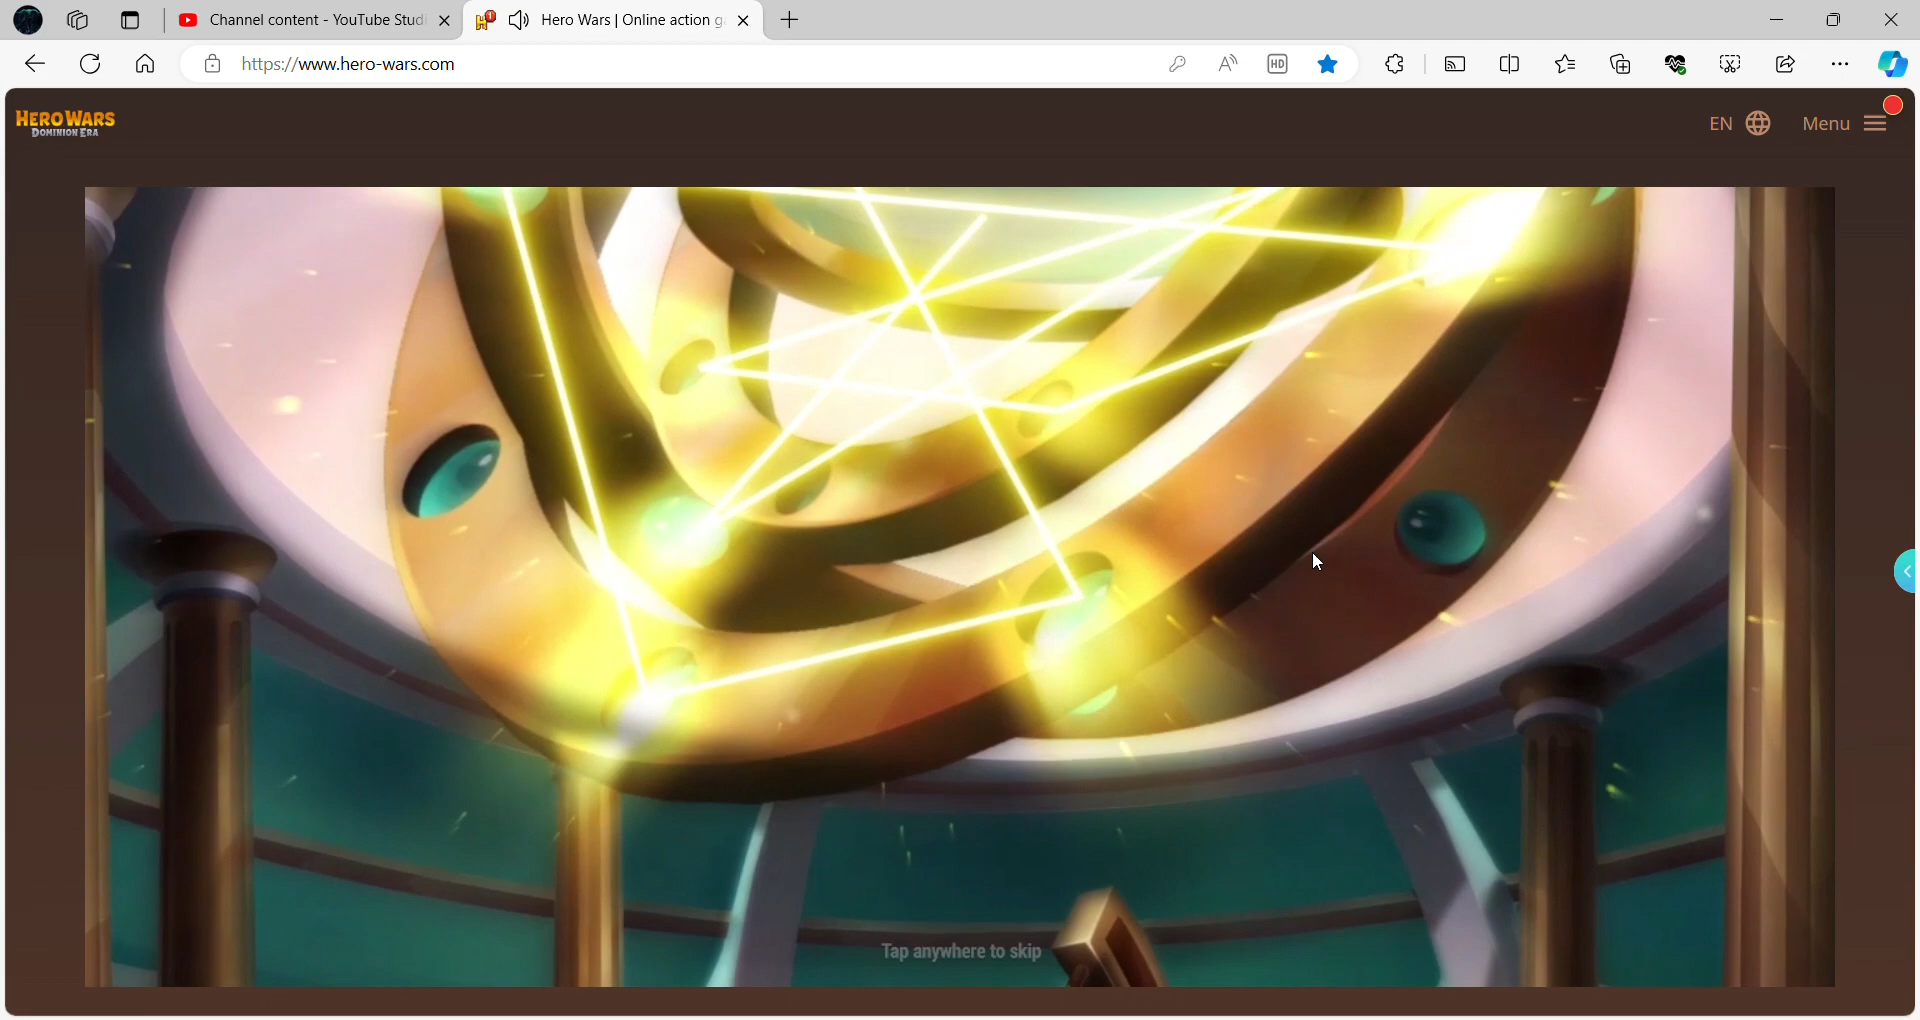 Channel content - YouTube Stud
Hero Wars | Online action g
https://www.hero-wars.com
HD
HERO WARS
DOMINION ERA
EN
Menu
Tap anywhere to skip